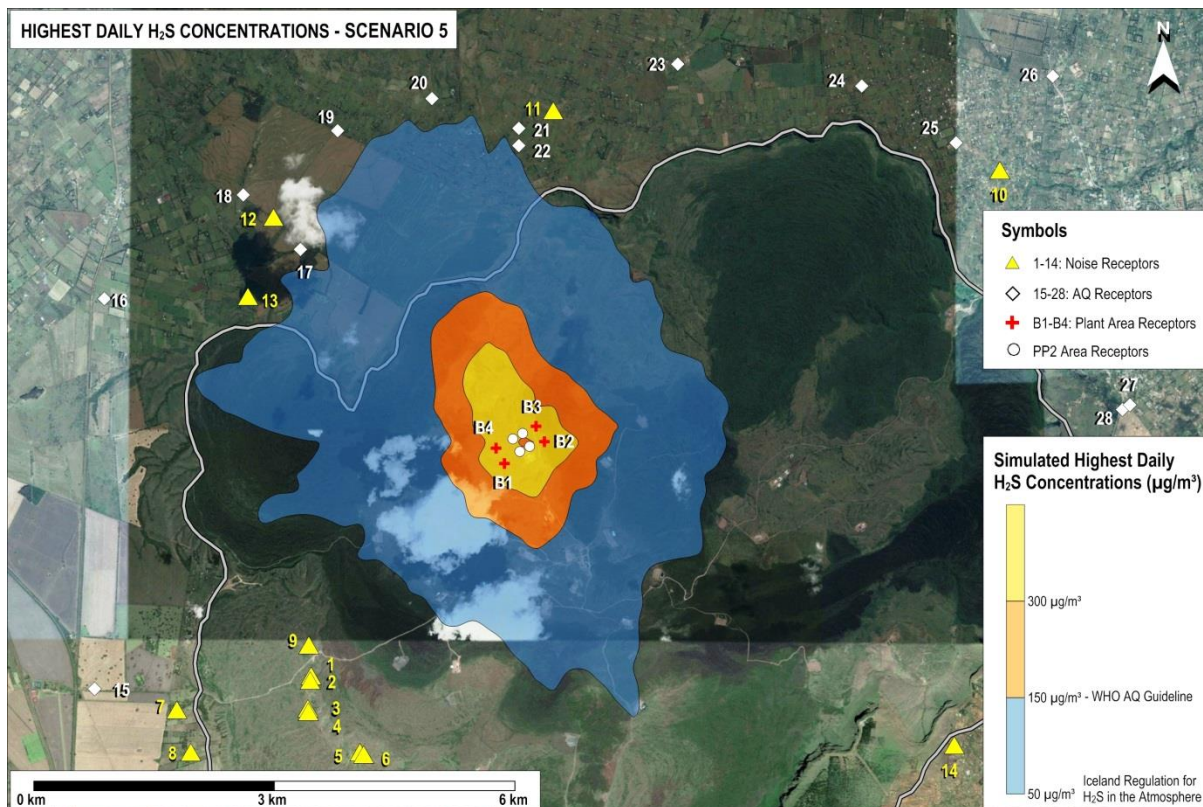 HIGHEST DAILY H₂S CONCENTRATIONS - SCENARIO 5
N
23
26
20
24
11
19
21
25
22
18
10
12
17
16
13
Symbols
1-14: Noise Receptors
15-28: AQ Receptors
B1-B4: Plant Area Receptors
PP2 Area Receptors
27
28
B3
B4
B2
B1
Simulated Highest Daily
H₂S Concentrations (µg/m³)
300 µg/m³
150 µg/m³ - WHO AQ Guideline
50 µg/m³
Iceland Regulation for
H₂S in the Atmosphere
9
1
2
15
7
3
4
8
5
6
14
0 km
3 km
6 km